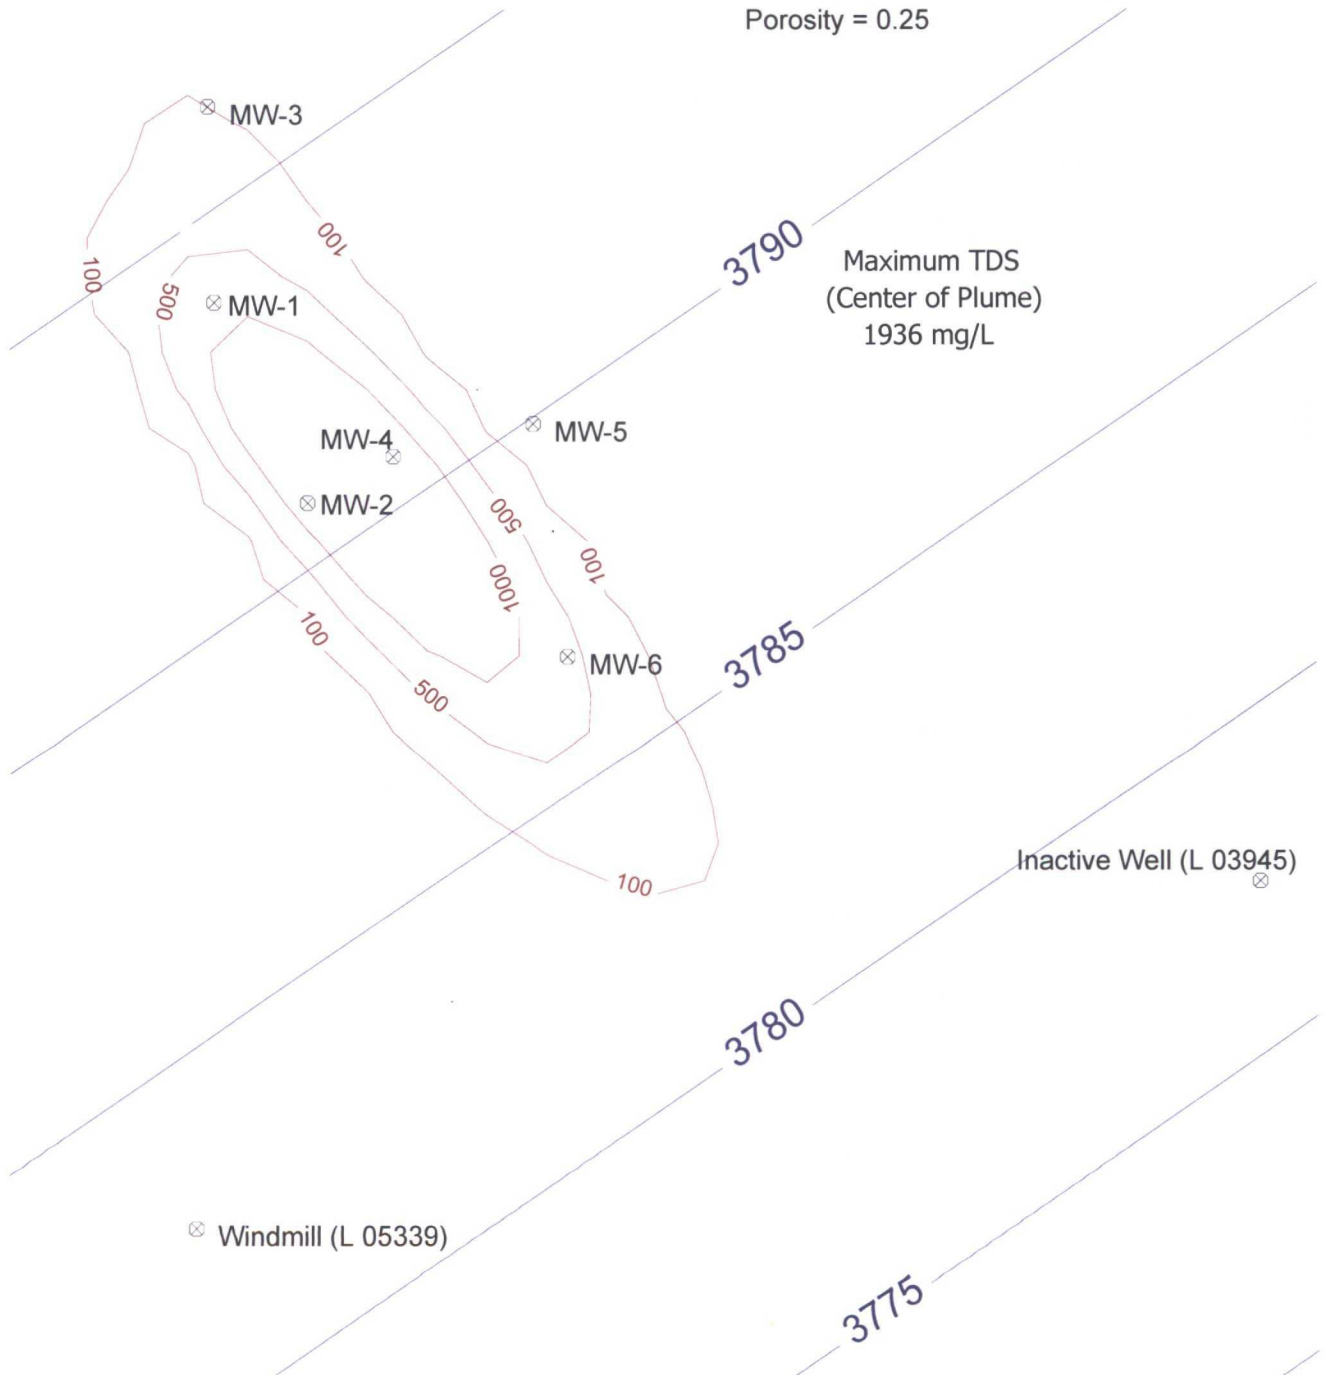 Porosity = 0.25
MW-3
100
3790
Maximum TDS
(Center of Plume)
1936 mg/L
100
500
MW-1
MW-5
MW-4
MW-2
500
100
1000
100
3785
MW-6
500
Inactive Well (L 03945)
100
3780
Windmill (L 05339)
3775